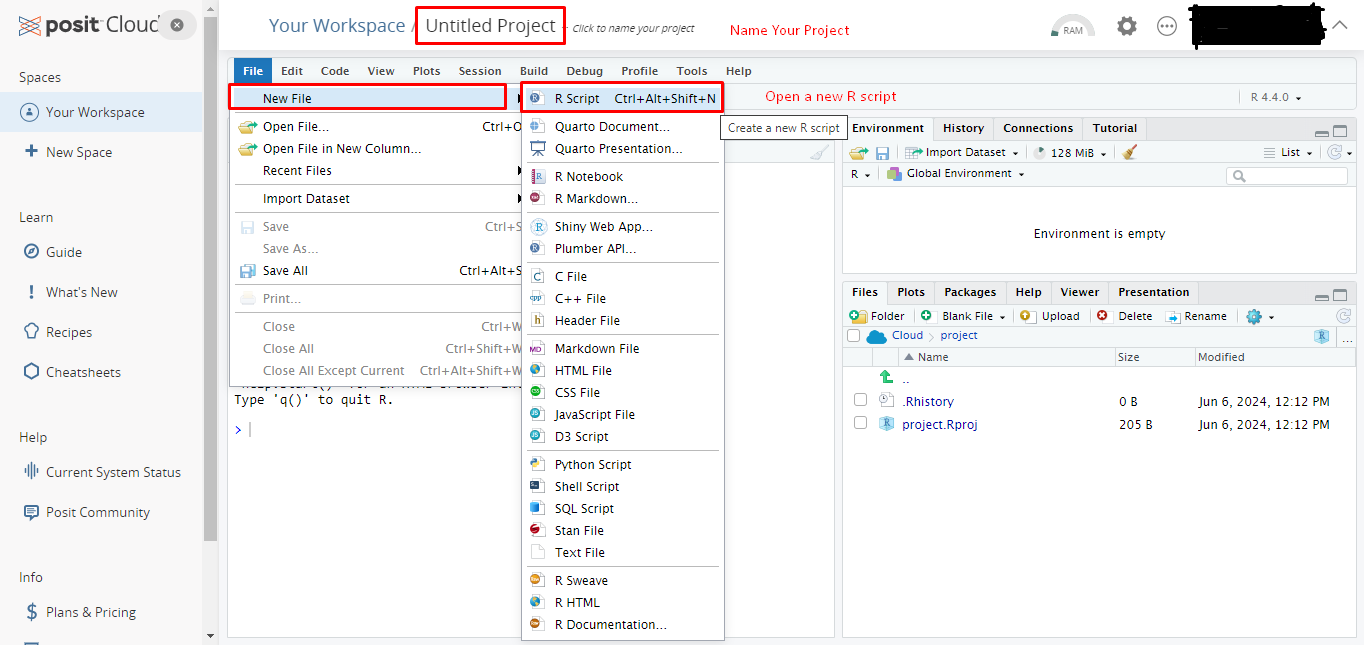 posit Cloud
Your Workspace / Untitled Project - Click to name your project
Name Your Project
RAM
Spaces
Your Workspace
New Space
Learn
Guide
What's New
Recipes
Cheatsheets
Help
Current System Status
Posit Community
Info
Plans & Pricing
File Edit Code View Plots Session Build Debug Profile Tools Help
New File
Open File... Ctrl+O
Open File in New Column...
Recent Files
Import Dataset
Save Ctrl+S
Save As...
Save All Ctrl+Alt+S
Print...
Close Ctrl+W
Close All Ctrl+Shift+W
Close All Except Current Ctrl+Alt+Shift+W
Type 'q()' to quit R.
>
R Script Ctrl+Alt+Shift+N
Quarto Document...
Quarto Presentation...
R Notebook
R Markdown...
Shiny Web App...
Plumber API...
C File
C++ File
Header File
Markdown File
HTML File
CSS File
JavaScript File
D3 Script
Python Script
Shell Script
SQL Script
Stan File
Text File
R Sweave
R HTML
R Documentation...
Open a new R script
Create a new R script
R 4.4.0
Environment History Connections Tutorial
Import Dataset 128 MiB List
R Global Environment
Environment is empty
Files Plots Packages Help Viewer Presentation
Folder Blank File Upload Delete Rename
Cloud project ...
Name Size Modified
..
.Rhistory 0 B Jun 6, 2024, 12:12 PM
project.Rproj 205 B Jun 6, 2024, 12:12 PM